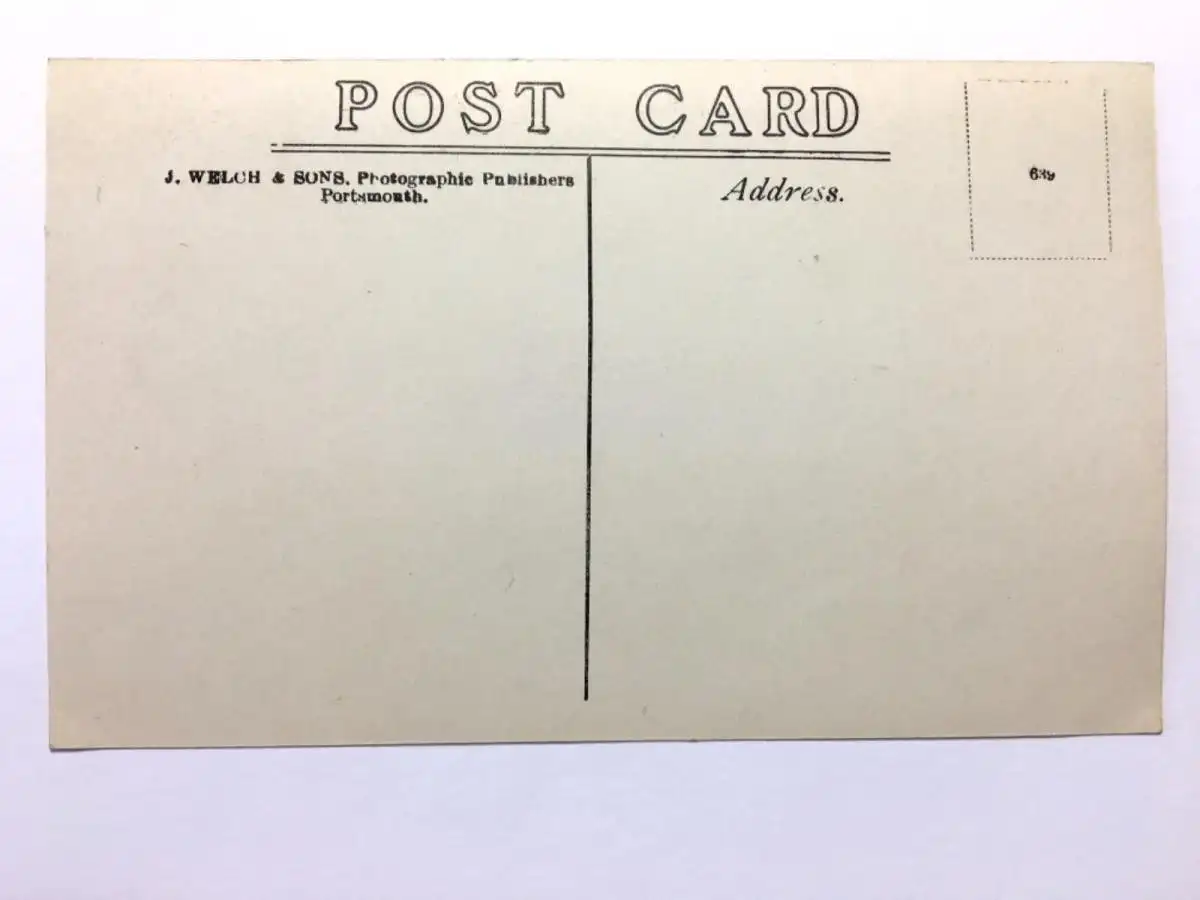 POST CARD
J. WELCH & SONS, Photographic Publishers
Portsmouth.
Address.
639